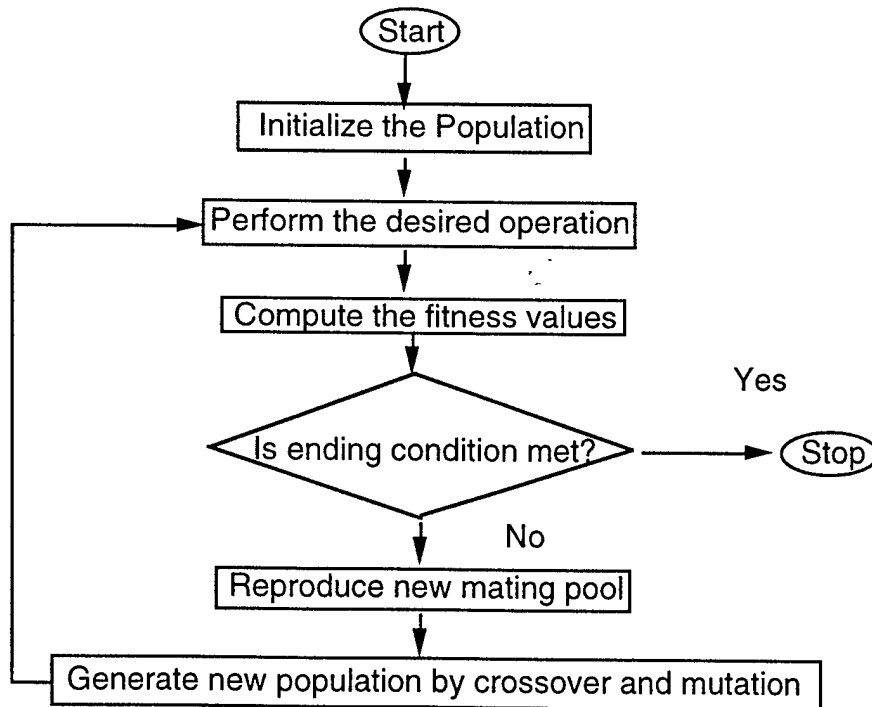 Start
Initialize the Population
Perform the desired operation
Compute the fitness values
Yes
Is ending condition met?
Stop
No
Reproduce new mating pool
Generate new population by crossover and mutation